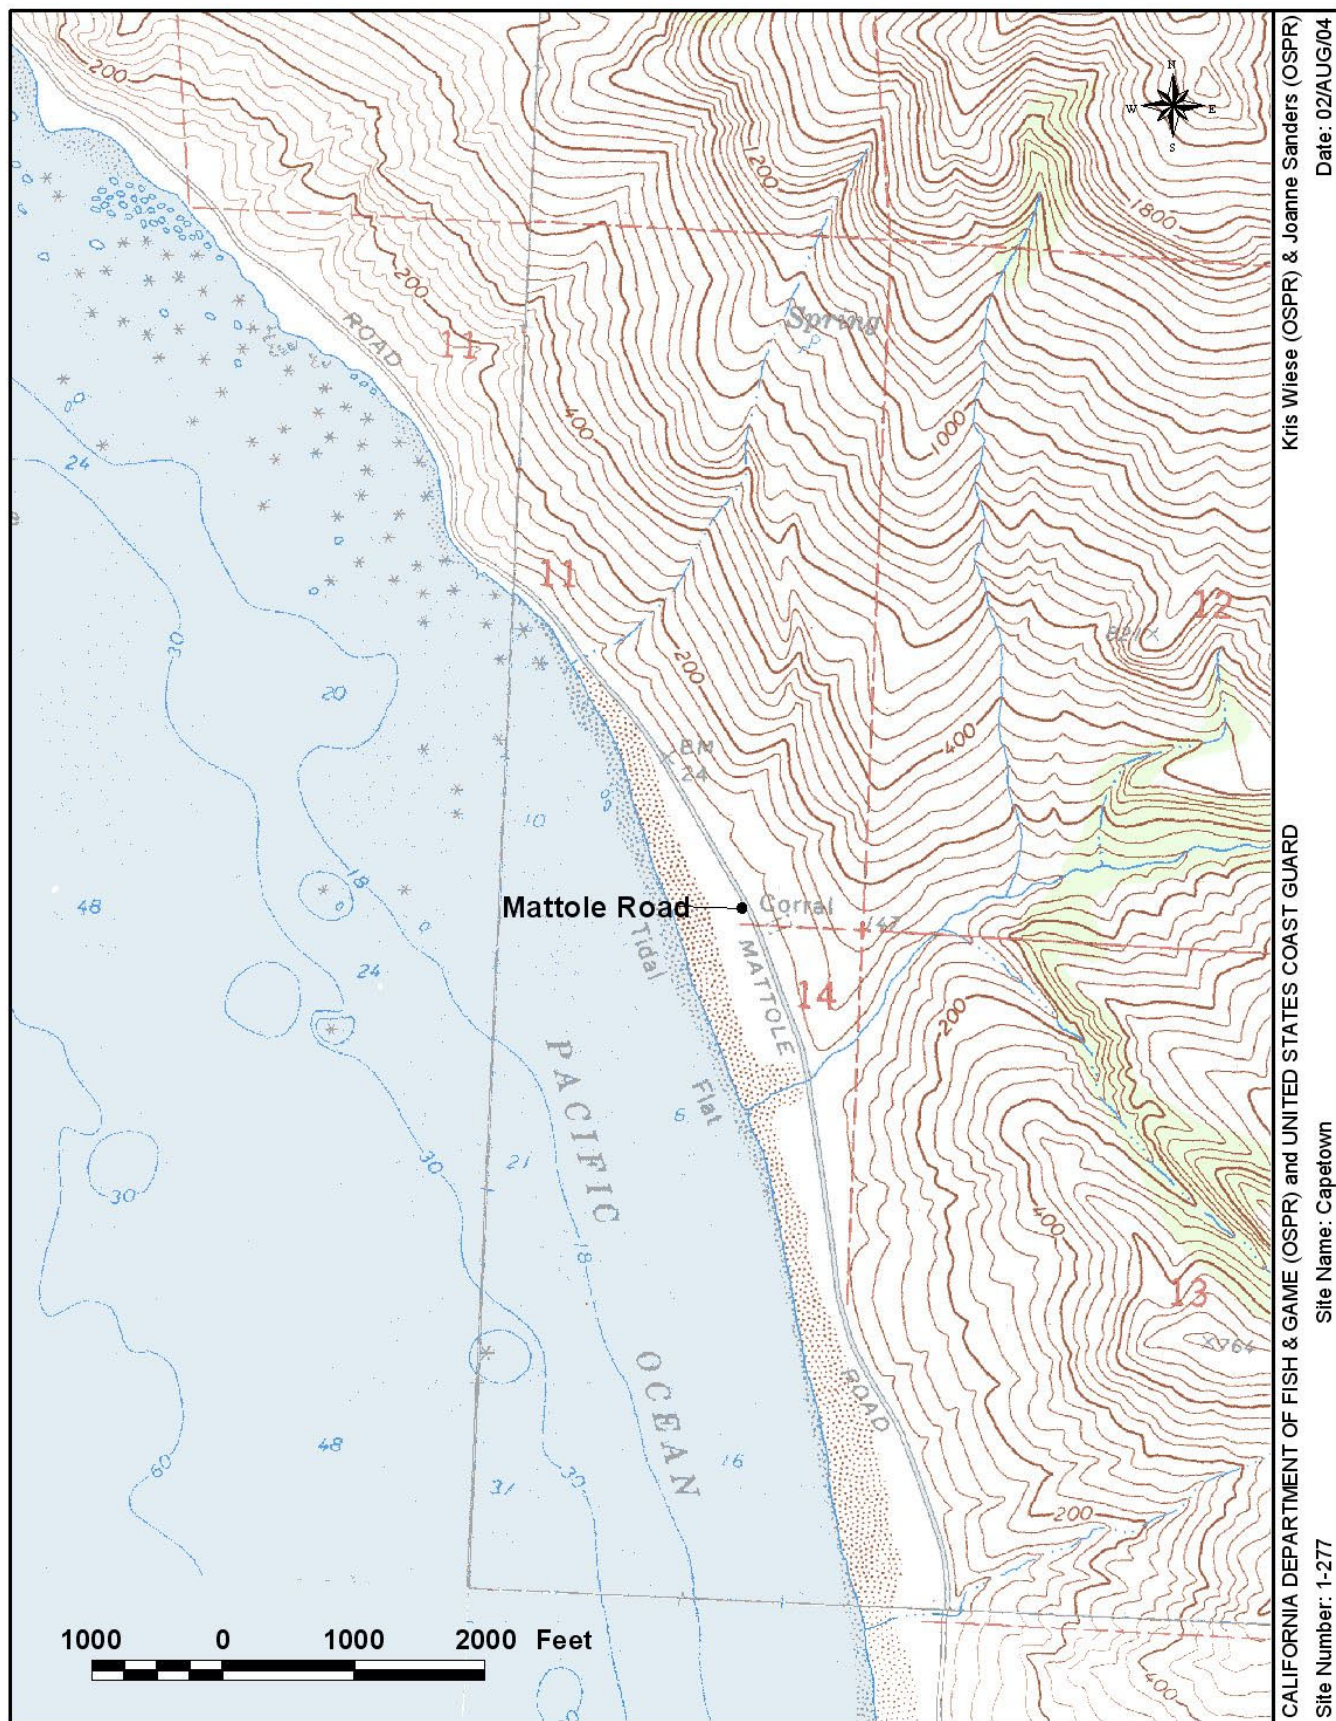 N
W E
S
200
1200
1800
Spring
200
ROAD
11
400
1000
24
11
12
30
821
20
200
400
BM
24
10
18
48
Mattole Road
Corral
147
Tidal
24
MATTOLE
14
200
PACIFIC
Flat
6
30
21
30
400
18
13
764
OCEAN
ROAD
48
60
16
31
30
200
1000 0 1000 2000 Feet
400
CALIFORNIA DEPARTMENT OF FISH & GAME (OSPR) and UNITED STATES COAST GUARD Kris Wiese (OSPR) & Joanne Sanders (OSPR)
Site Number: 1-277 Site Name: Capetown Date: 02/AUG/04